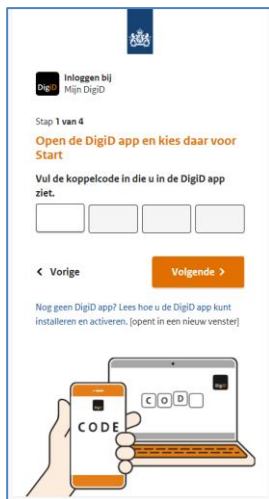 DigiD
Inloggen bij
Mijn DigiD
Stap 1 van 4
Open de DigiD app en kies daar voor
Start
Vul de koppelcode in die u in de DigiD app
ziet.
Vorige
Volgende
Nog geen DigiD app? Lees hoe u de DigiD app kunt
installeren en activeren. [opent in een nieuw venster]
DigiD
COD
DigiD
CODE